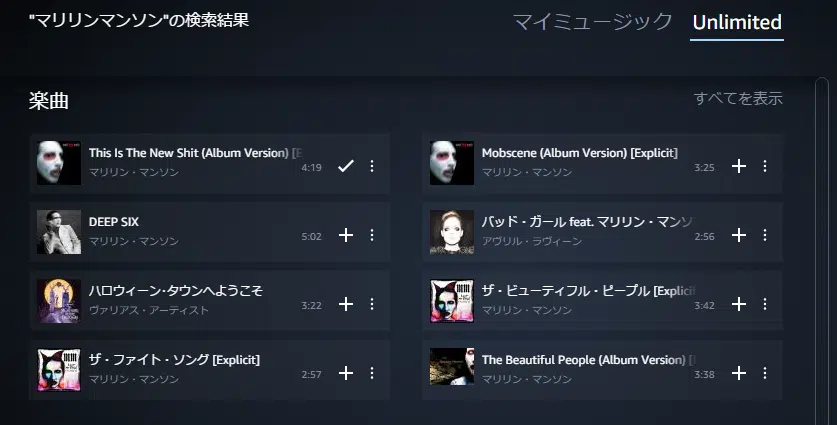 "マリリンマンソン"の検索結果
マイミュージック Unlimited
楽曲
すべてを表示
This Is The New Shit (Album Version) [E
マリリン・マンソン
4:19
Mobscene (Album Version) [Explicit]
マリリン・マンソン
3:25
DEEP SIX
マリリン・マンソン
5:02
バッド・ガール feat. マリリン・マンソ
アヴリル・ラヴィーン
2:56
ハロウィーン・タウンへようこそ
ヴァリアス・アーティスト
3:22
ザ・ビューティフル・ピープル [Explicit
マリリン・マンソン
3:42
ザ・ファイト・ソング [Explicit]
マリリン・マンソン
2:57
The Beautiful People (Album Version) [
マリリン・マンソン
3:38